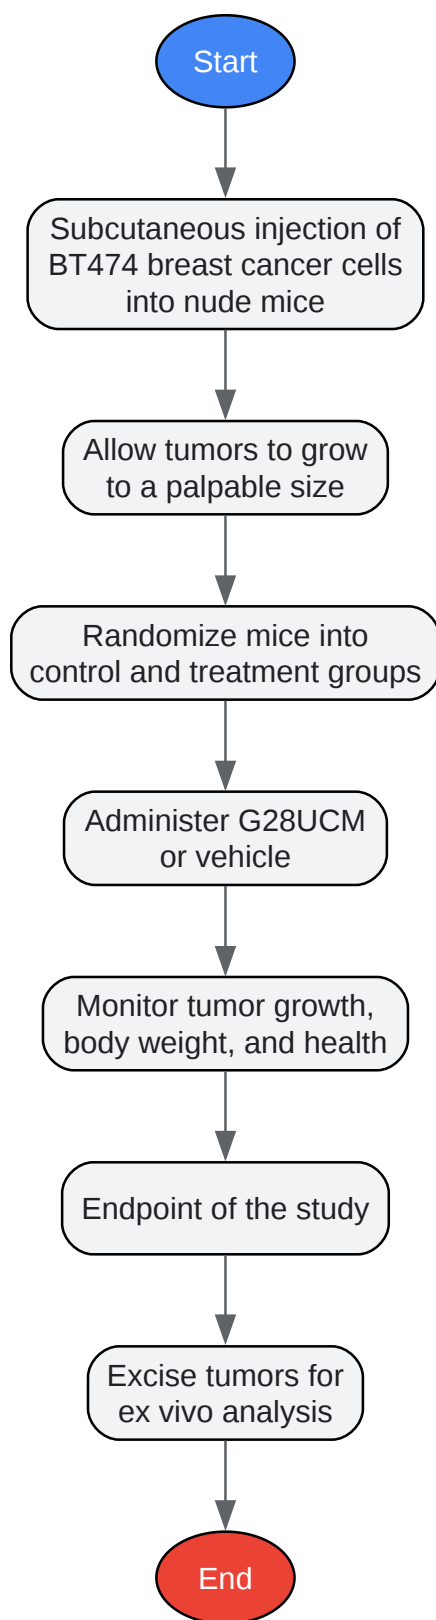 Start
Subcutaneous injection of
BT474 breast cancer cells
into nude mice
Allow tumors to grow
to a palpable size
Randomize mice into
control and treatment groups
Administer G28UCM
or vehicle
Monitor tumor growth,
body weight, and health
Endpoint of the study
Excise tumors for
ex vivo analysis
End